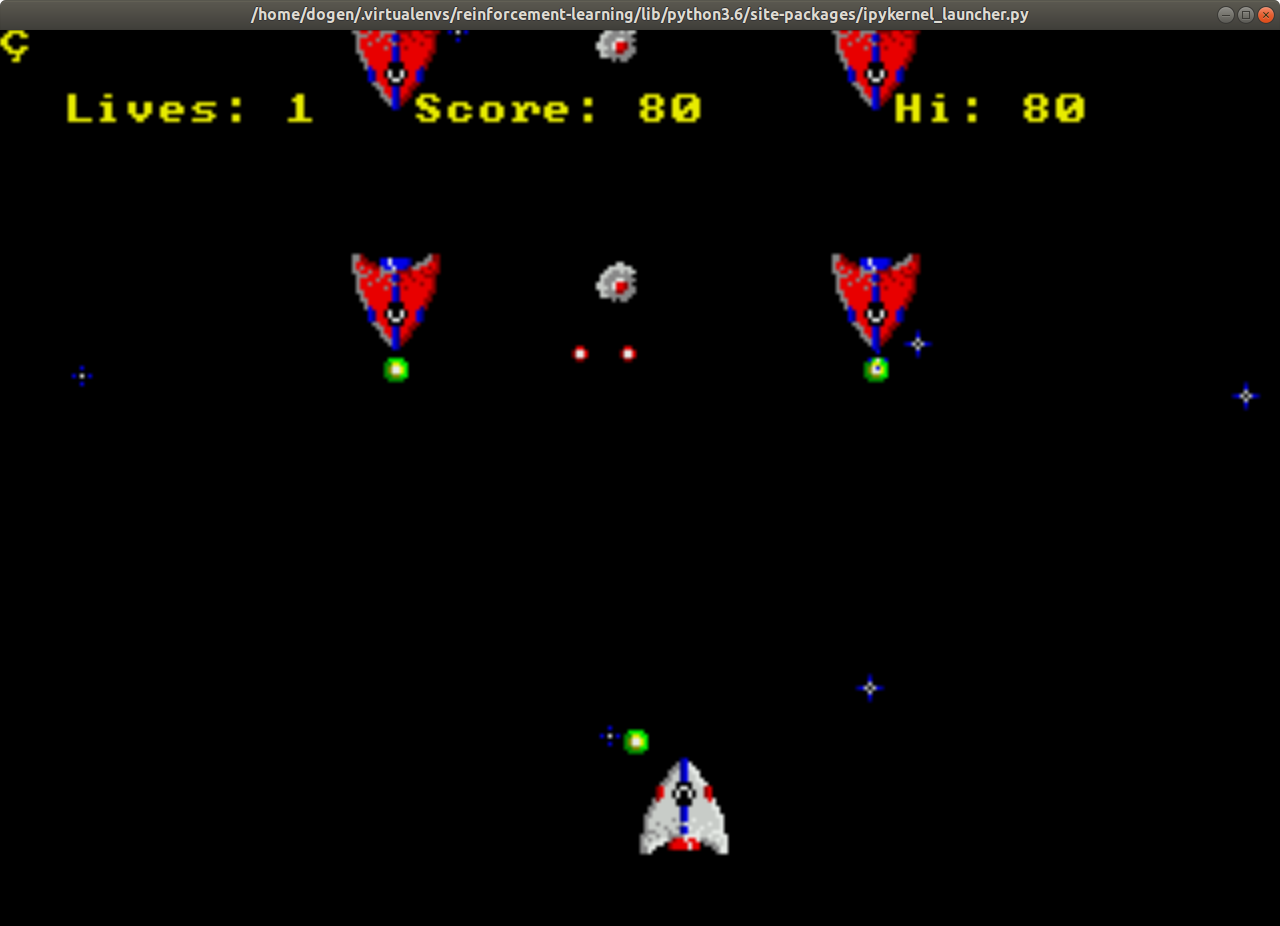 /home/dogen/.virtualenvs/reinforcement-learning/lib/python3.6/site-packages/ipykernel_launcher.py
Ç
Lives: 1 Score: 80 Hi: 80